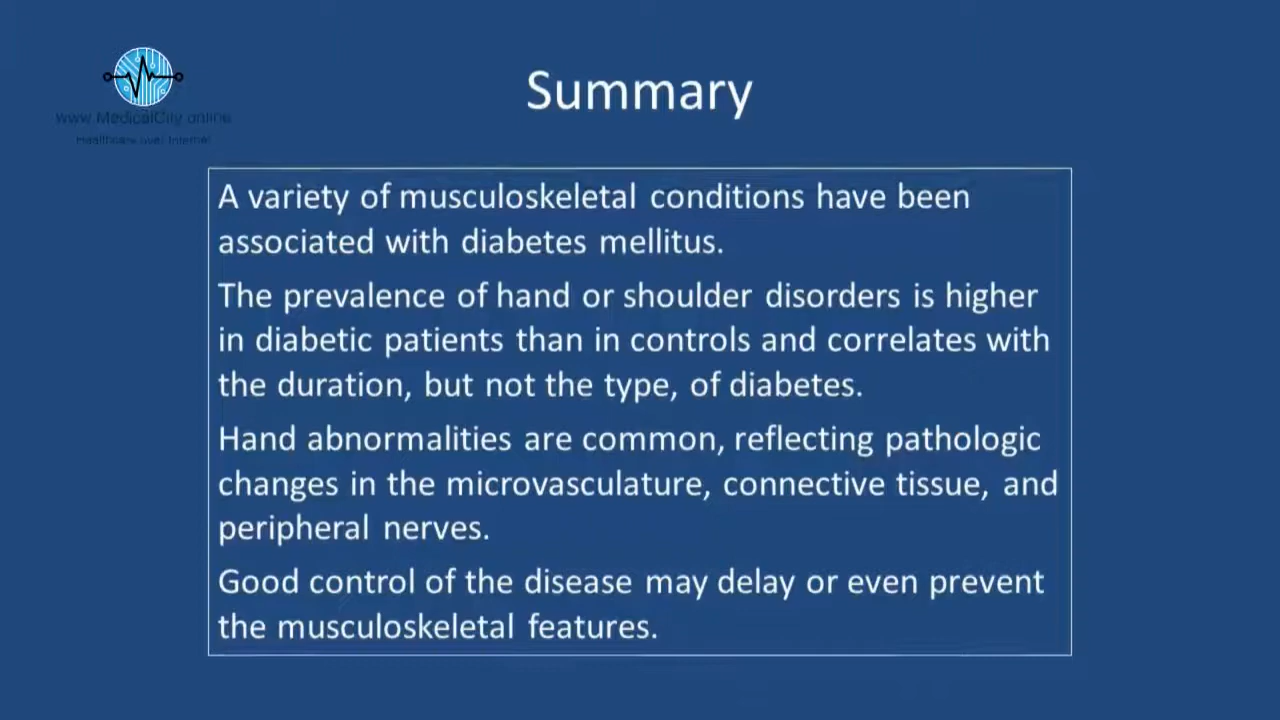 Summary
www.MedicalCity.online
Healthcare over Internet
A variety of musculoskeletal conditions have been
associated with diabetes mellitus.
The prevalence of hand or shoulder disorders is higher
in diabetic patients than in controls and correlates with
the duration, but not the type, of diabetes.
Hand abnormalities are common, reflecting pathologic
changes in the microvasculature, connective tissue, and
peripheral nerves.
Good control of the disease may delay or even prevent
the musculoskeletal features.